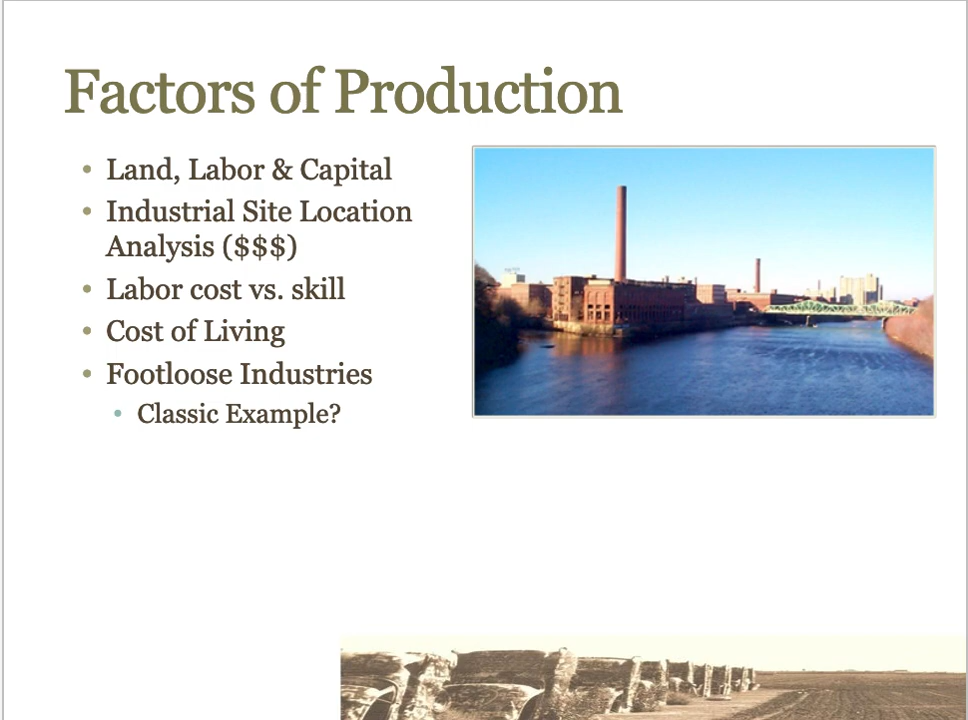 Factors of Production
• Land, Labor & Capital
• Industrial Site Location
Analysis ($$$)
• Labor cost vs. skill
• Cost of Living
• Footloose Industries
• Classic Example?